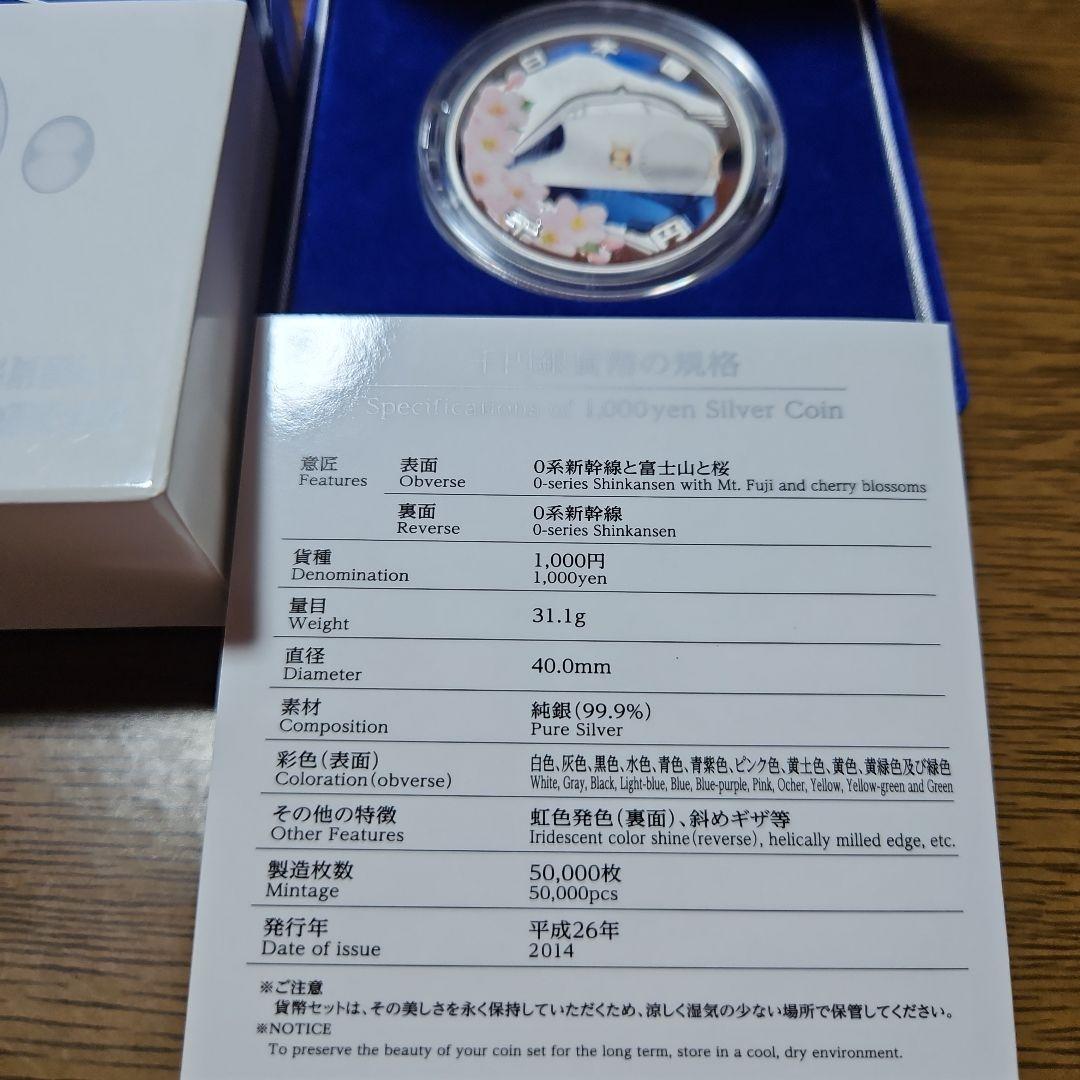 日本国
千円
千円銀貨幣の規格
Specifications of 1,000yen Silver Coin
意匠 表面 0系新幹線と富士山と桜
Features Obverse 0-series Shinkansen with Mt. Fuji and cherry blossoms
裏面 0系新幹線
Reverse 0-series Shinkansen
貨種 1,000円
Denomination 1,000yen
量目
Weight 31.1g
直径
Diameter 40.0mm
素材 純銀(99.9%)
Composition Pure Silver
彩色(表面) 白色、灰色、黒色、水色、青色、青紫色、ピンク色、黄土色、黄色、黄緑色及び緑色
Coloration(obverse) White, Gray, Black, Light-blue, Blue, Blue-purple, Pink, Ocher, Yellow, Yellow-green and Green
その他の特徴 虹色発色(裏面)、斜めギザ等
Other Features Iridescent color shine(reverse), helically milled edge, etc.
製造枚数 50,000枚
Mintage 50,000pcs
発行年 平成26年
Date of issue 2014
※ご注意
貨幣セットは、その美しさを永く保持していただくため、涼しく湿気の少ない場所で保管してください。
※NOTICE
To preserve the beauty of your coin set for the long term, store in a cool, dry environment.